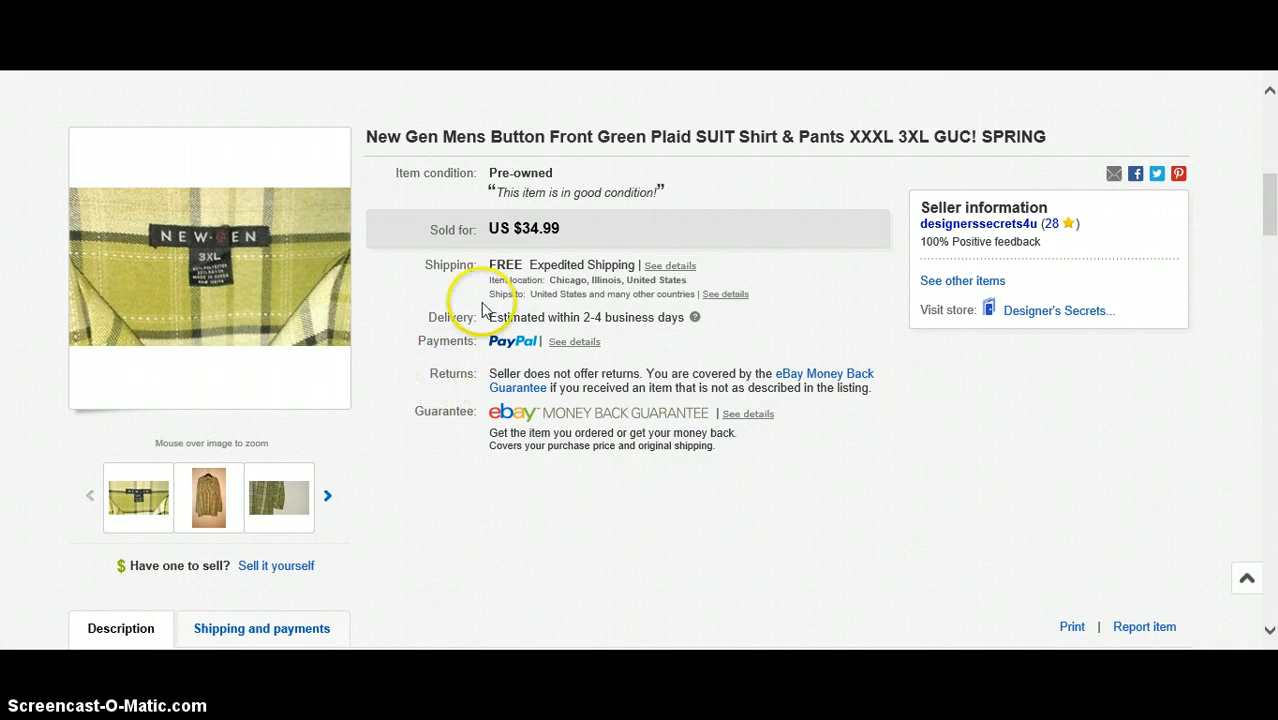 New Gen Mens Button Front Green Plaid SUIT Shirt & Pants XXXL 3XL GUC! SPRING
Item condition: Pre-owned
“This item is in good condition!”
Sold for: US $34.99
Shipping: FREE Expedited Shipping | See details
Item location: Chicago, Illinois, United States
Ships to: United States and many other countries | See details
Delivery: Estimated within 2-4 business days ?
Payments: PayPal | See details
Returns: Seller does not offer returns. You are covered by the eBay Money Back
Guarantee if you received an item that is not as described in the listing.
Guarantee: ebay MONEY BACK GUARANTEE | See details
Get the item you ordered or get your money back.
Covers your purchase price and original shipping.
Seller information
designerssecrets4u (28 ★)
100% Positive feedback
See other items
Visit store: Designer's Secrets...
NEW GEN
3XL
Mouse over image to zoom
$ Have one to sell? Sell it yourself
Description
Shipping and payments
Print | Report item
Screencast-O-Matic.com